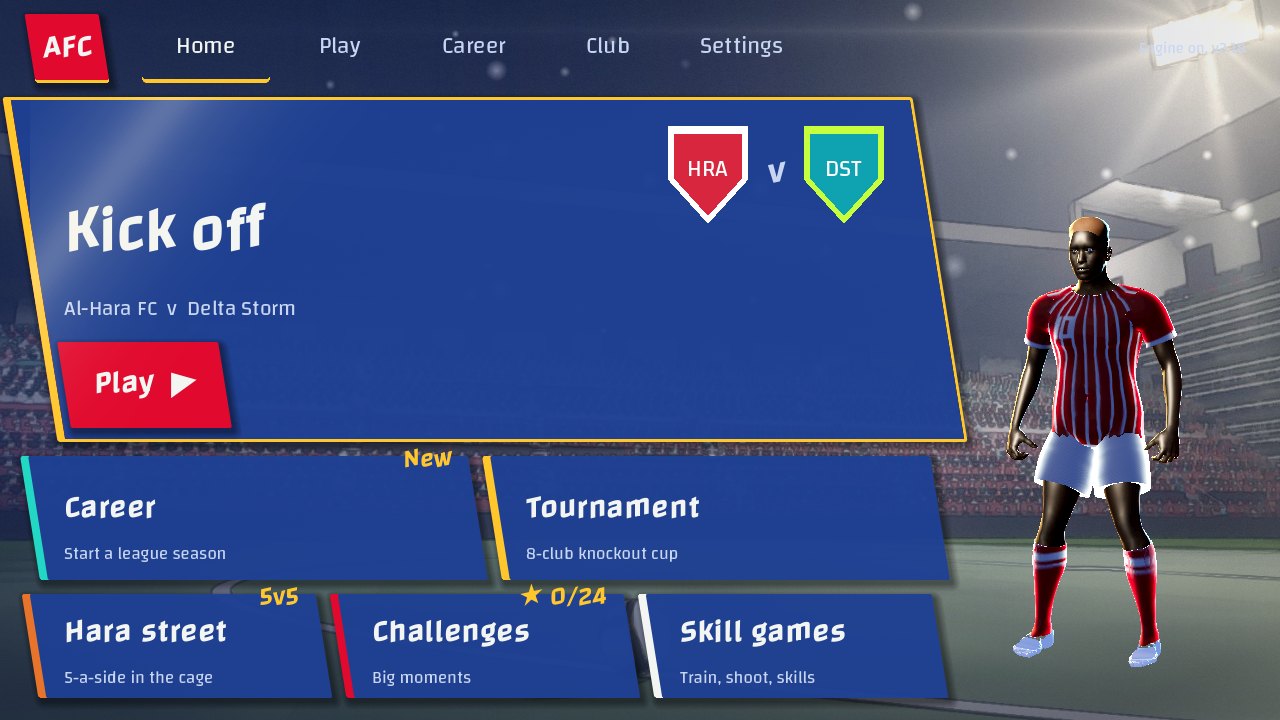 AFC
Home
Play
Career
Club
Settings
HRA
v
DST
Kick off
Al-Hara FC v Delta Storm
Play ▶
New
Career
Start a league season
Tournament
8-club knockout cup
5v5
Hara street
5-a-side in the cage
★ 0/24
Challenges
Big moments
Skill games
Train, shoot, skills
10